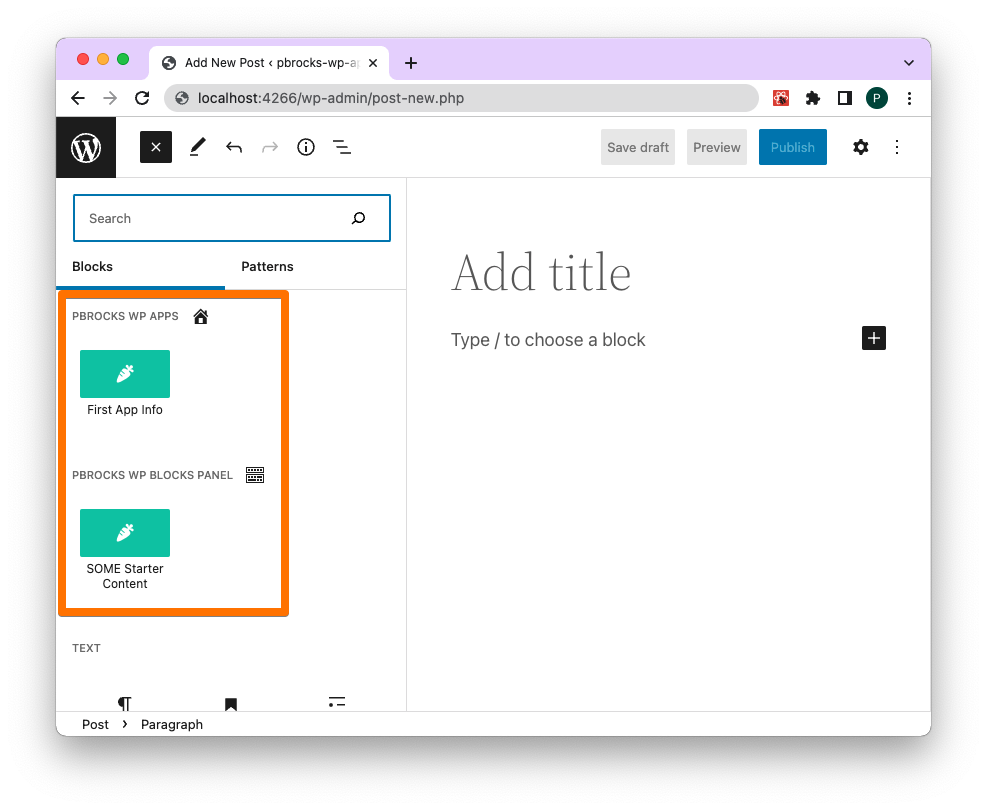 Add New Post ‹ pbrocks-wp-ap
localhost:4266/wp-admin/post-new.php
P
Save draft
Preview
Publish
Search
Blocks
Patterns
PBROCKS WP APPS
First App Info
PBROCKS WP BLOCKS PANEL
SOME Starter
Content
TEXT
Add title
Type / to choose a block
Post › Paragraph